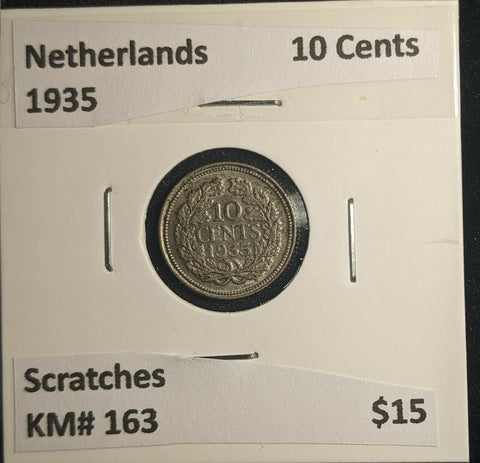 Netherlands 10 Cents
1935
10
CENTS
1935
Scratches
KM# 163 $15